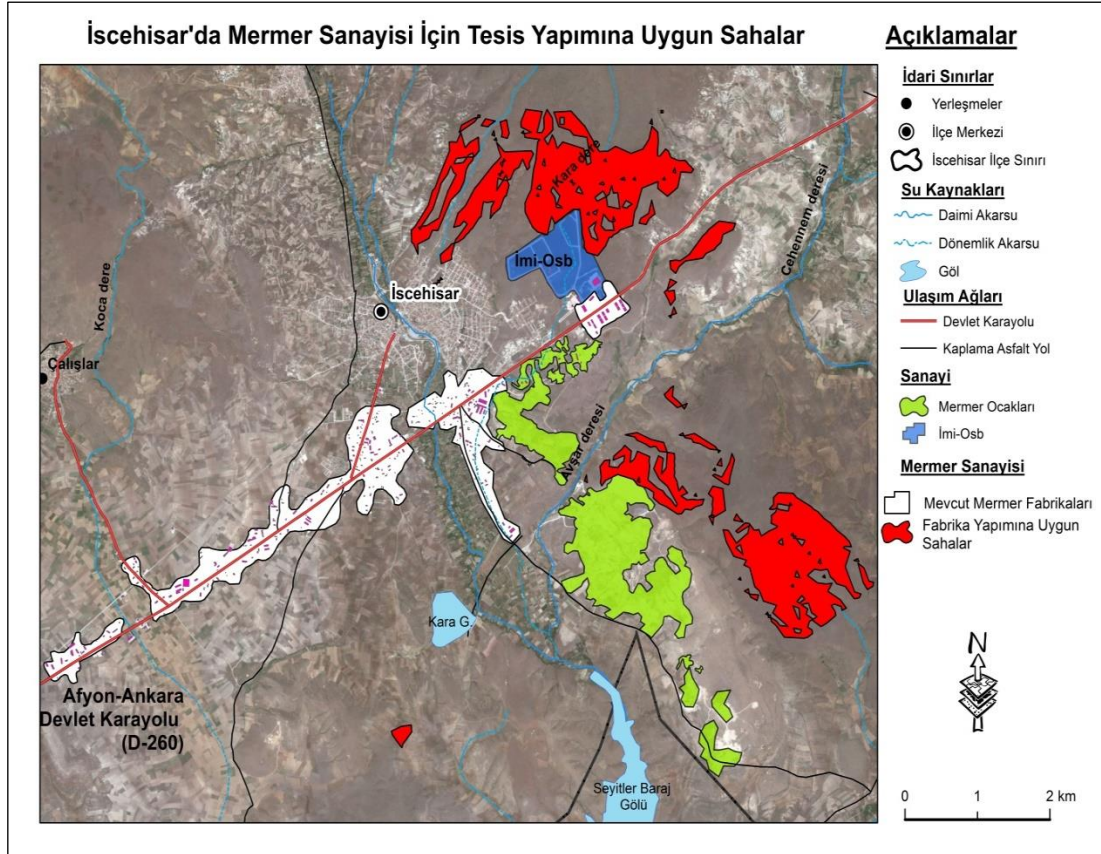 İscehisar'da Mermer Sanayisi İçin Tesis Yapımına Uygun Sahalar
Kara dere
Cehennem deresi
İmi-Osb
Koca dere
İscehisar
Çalışlar
Avşar deresi
Kara G.
Afyon-Ankara
Devlet Karayolu
(D-260)
Seyitler Baraj
Gölü
Açıklamalar
İdari Sınırlar
Yerleşmeler
İlçe Merkezi
İscehisar İlçe Sınırı
Su Kaynakları
Daimi Akarsu
Dönemlik Akarsu
Göl
Ulaşım Ağları
Devlet Karayolu
Kaplama Asfalt Yol
Sanayi
Mermer Ocakları
İmi-Osb
Mermer Sanayisi
Mevcut Mermer Fabrikaları
Fabrika Yapımına Uygun
Sahalar
N
0 1 2 km